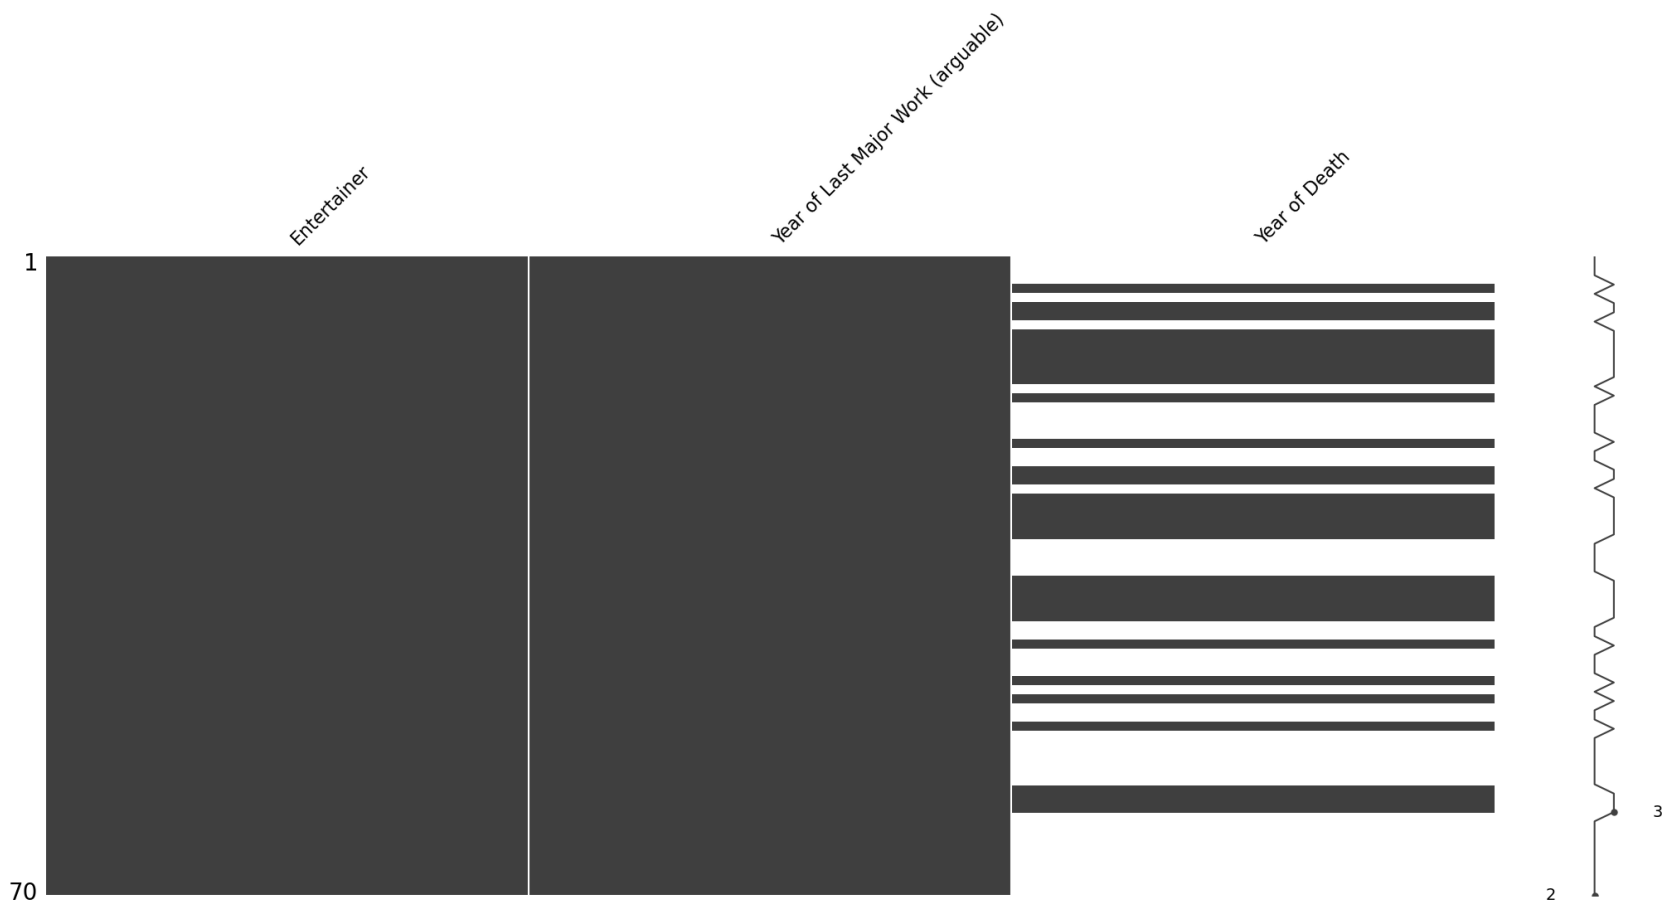 Entertainer
Year of Last Major Work (arguable)
Year of Death
1
70
3
2